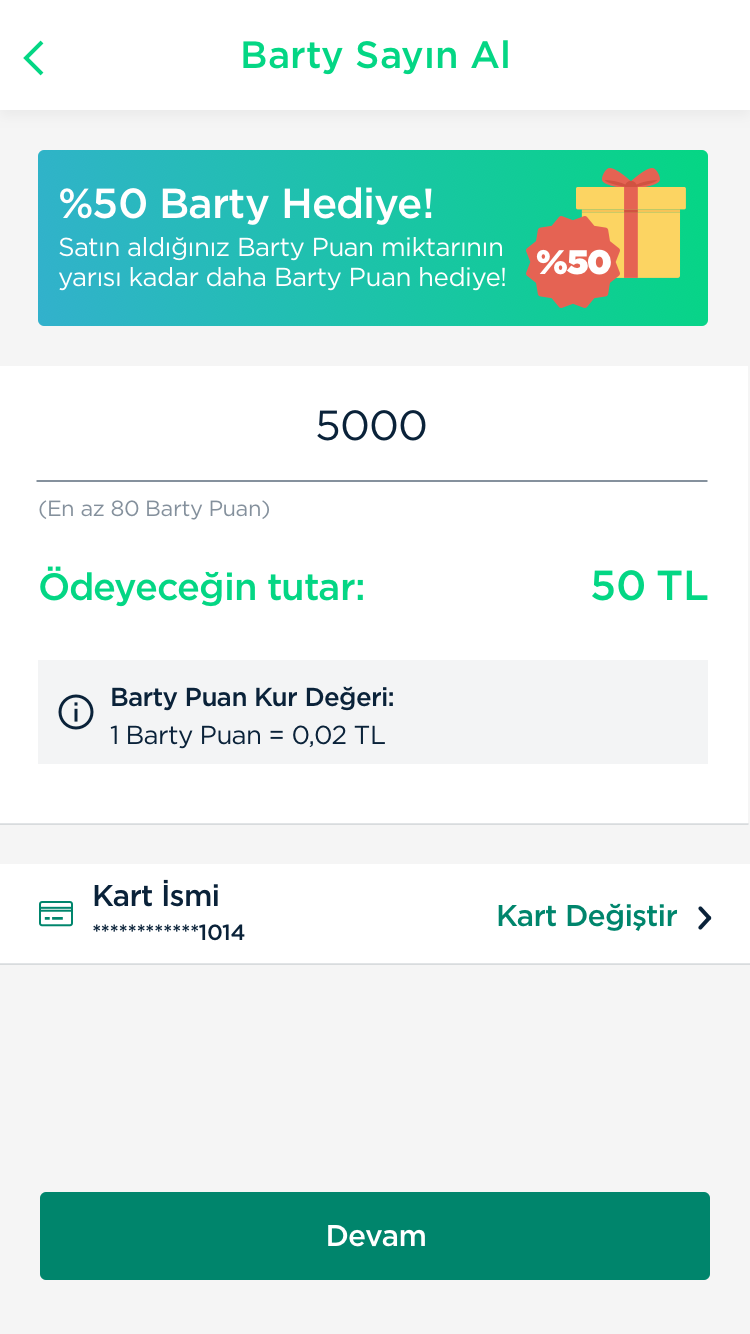 Barty Sayın Al
%50 Barty Hediye!
Satın aldığınız Barty Puan miktarının
yarısı kadar daha Barty Puan hediye!
%50
5000
(En az 80 Barty Puan)
Ödeyeceğin tutar: 50 TL
Barty Puan Kur Değeri:
1 Barty Puan = 0,02 TL
Kart İsmi
************1014
Kart Değiştir
Devam